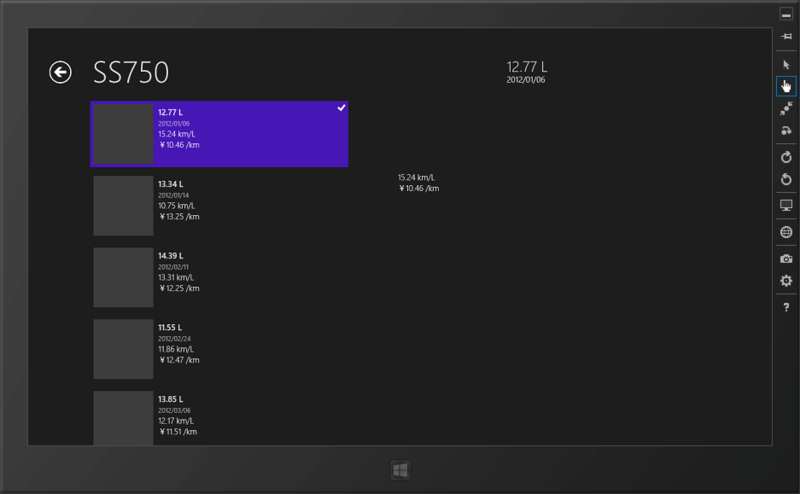 SS750
12.77 L
2012/01/06
12.77 L
2012/01/06
15.24 km/L
¥10.46 /km
13.34 L
2012/01/14
10.75 km/L
¥13.25 /km
14.39 L
2012/02/11
13.31 km/L
¥12.25 /km
11.55 L
2012/02/24
11.86 km/L
¥12.47 /km
13.85 L
2012/03/06
12.17 km/L
¥11.51 /km
15.24 km/L
¥10.46 /km
?